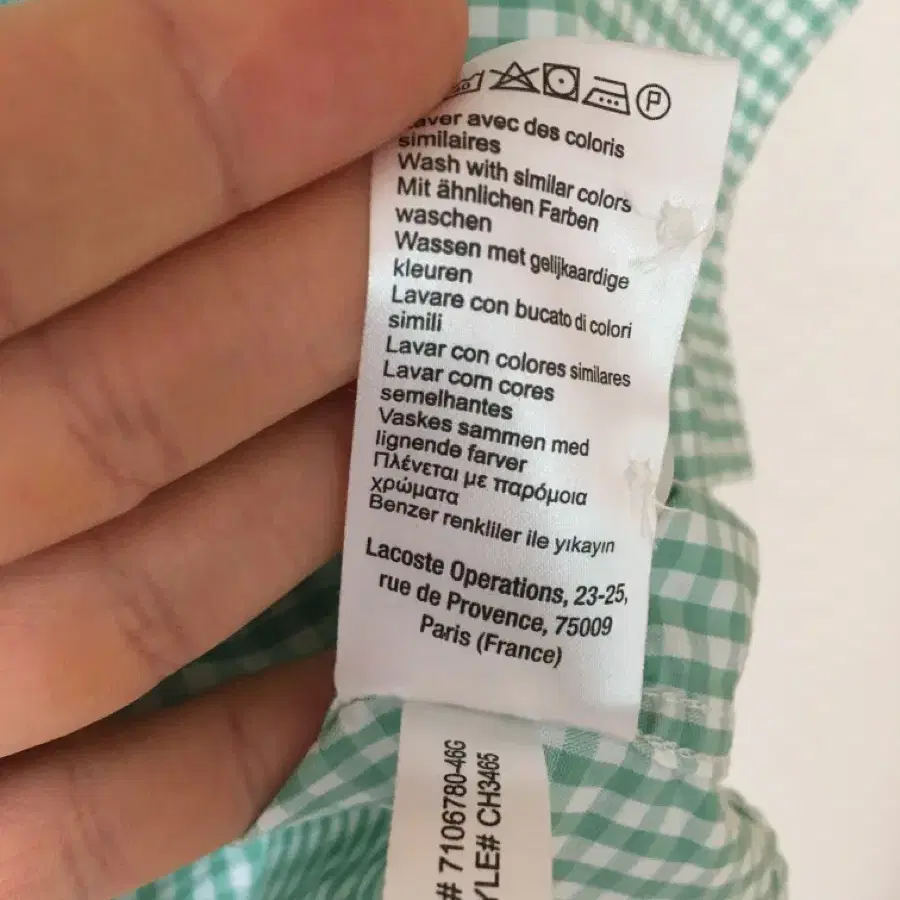 P
Laver avec des coloris
similaires
Wash with similar colors
Mit ähnlichen Farben
waschen
Wassen met gelijkaardige
kleuren
Lavare con bucato di colori
simili
Lavar con colores similares
Lavar com cores
semelhantes
Vaskes sammen med
lignende farver
Πλένεται με παρόμοια
χρώματα
Benzer renkliler ile yıkayın
Lacoste Operations, 23-25,
rue de Provence, 75009
Paris (France)
# 7106780-46G
YLE# CH3465